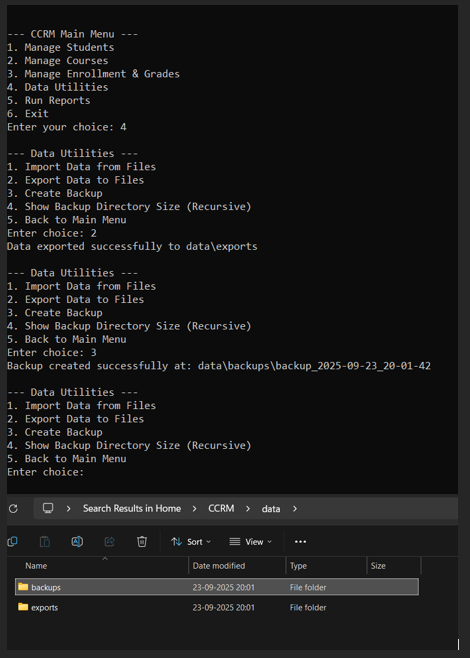 --- CCRM Main Menu ---
1. Manage Students
2. Manage Courses
3. Manage Enrollment & Grades
4. Data Utilities
5. Run Reports
6. Exit
Enter your choice: 4
--- Data Utilities ---
1. Import Data from Files
2. Export Data to Files
3. Create Backup
4. Show Backup Directory Size (Recursive)
5. Back to Main Menu
Enter choice: 2
Data exported successfully to data\exports
--- Data Utilities ---
1. Import Data from Files
2. Export Data to Files
3. Create Backup
4. Show Backup Directory Size (Recursive)
5. Back to Main Menu
Enter choice: 3
Backup created successfully at: data\backups\backup_2025-09-23_20-01-42
--- Data Utilities ---
1. Import Data from Files
2. Export Data to Files
3. Create Backup
4. Show Backup Directory Size (Recursive)
5. Back to Main Menu
Enter choice:
Search Results in Home > CCRM > data >
Sort View ...
Name Date modified Type Size
backups 23-09-2025 20:01 File folder
exports 23-09-2025 20:01 File folder